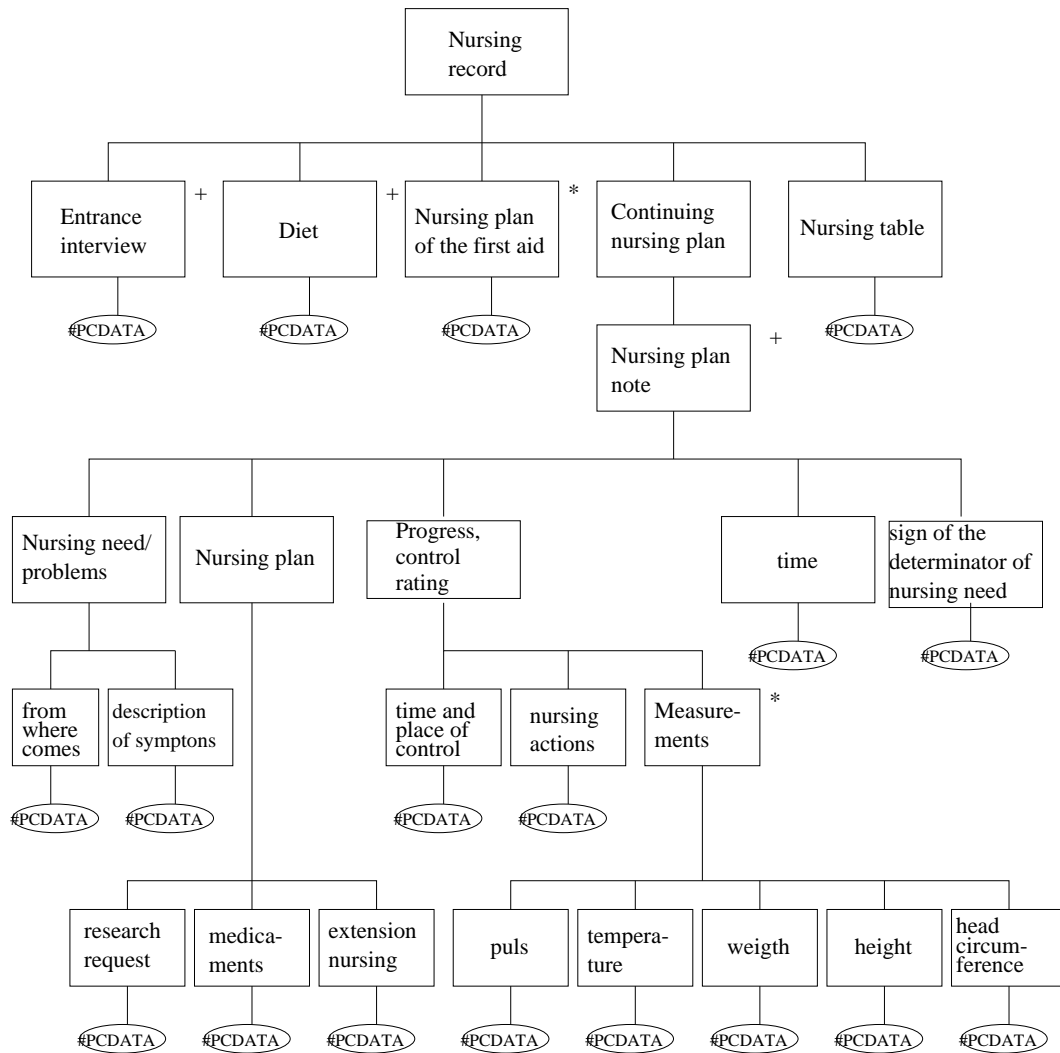 Nursing
record
Entrance
interview
+
Diet
+
Nursing plan
of the first aid
*
Continuing
nursing plan
Nursing table
#PCDATA
#PCDATA
#PCDATA
#PCDATA
Nursing plan
note
+
Nursing need/
problems
Nursing plan
Progress,
control
rating
time
sign of the
determinator of
nursing need
#PCDATA
#PCDATA
from
where
comes
description
of symptons
time and
place of
control
nursing
actions
Measure-
ments
*
#PCDATA
#PCDATA
#PCDATA
#PCDATA
research
request
medica-
ments
extension
nursing
puls
tempera-
ture
weigth
height
head
circum-
ference
#PCDATA
#PCDATA
#PCDATA
#PCDATA
#PCDATA
#PCDATA
#PCDATA
#PCDATA